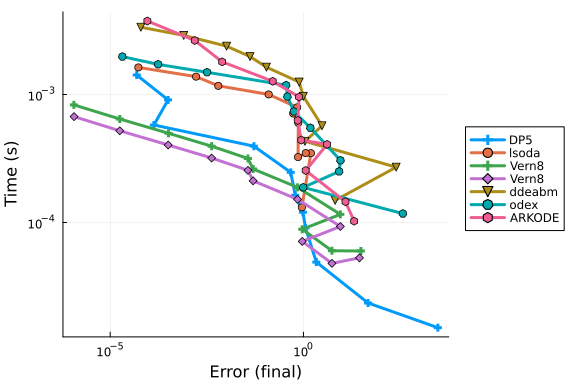 Time (s)
10⁻³
10⁻⁴
10⁻⁵
10⁰
Error (final)
DP5
lsoda
Vern8
Vern8
ddeabm
odex
ARKODE